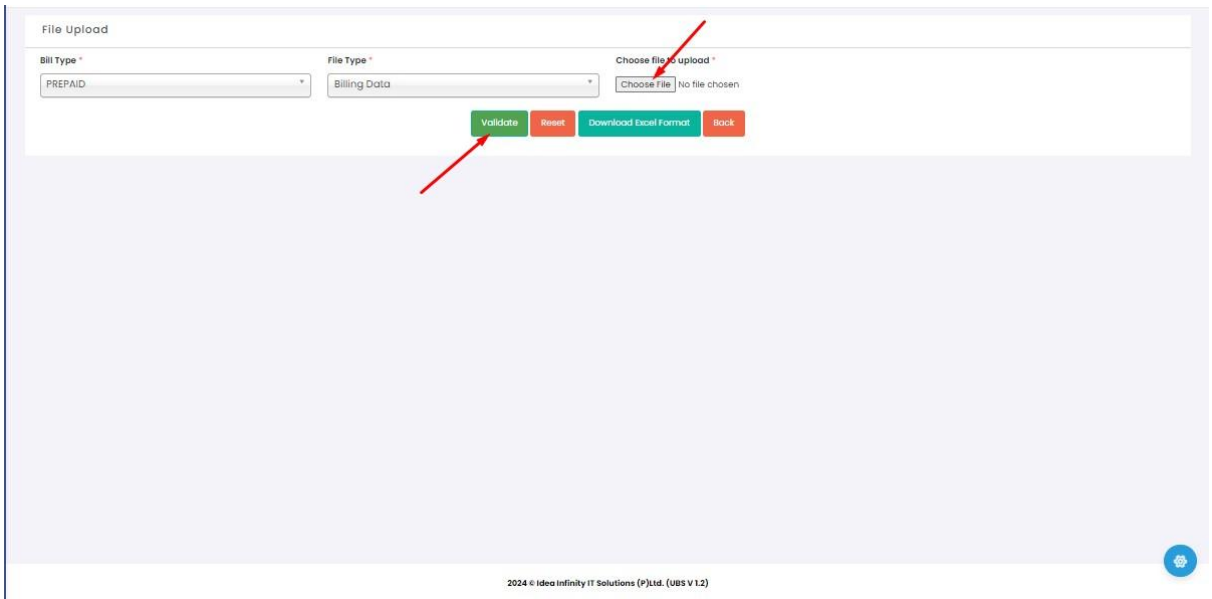 File Upload
Bill Type * File Type * Choose file to upload *
PREPAID Billing Data Choose File No file chosen
Validate Reset Download Excel Format Back
2024 © Idea Infinity IT Solutions (P)Ltd. (UBS V 1.2)